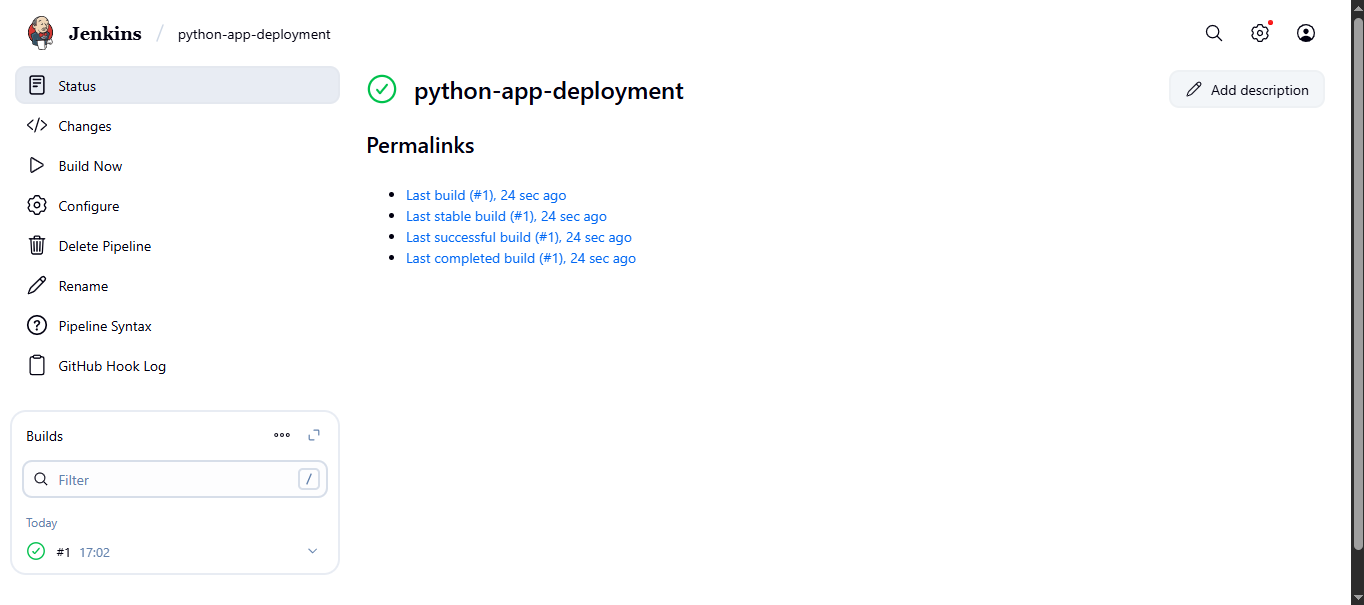 Jenkins / python-app-deployment
Status
Changes
Build Now
Configure
Delete Pipeline
Rename
Pipeline Syntax
GitHub Hook Log
Builds
Filter /
Today
#1 17:02
python-app-deployment
Add description
Permalinks
Last build (#1), 24 sec ago
Last stable build (#1), 24 sec ago
Last successful build (#1), 24 sec ago
Last completed build (#1), 24 sec ago